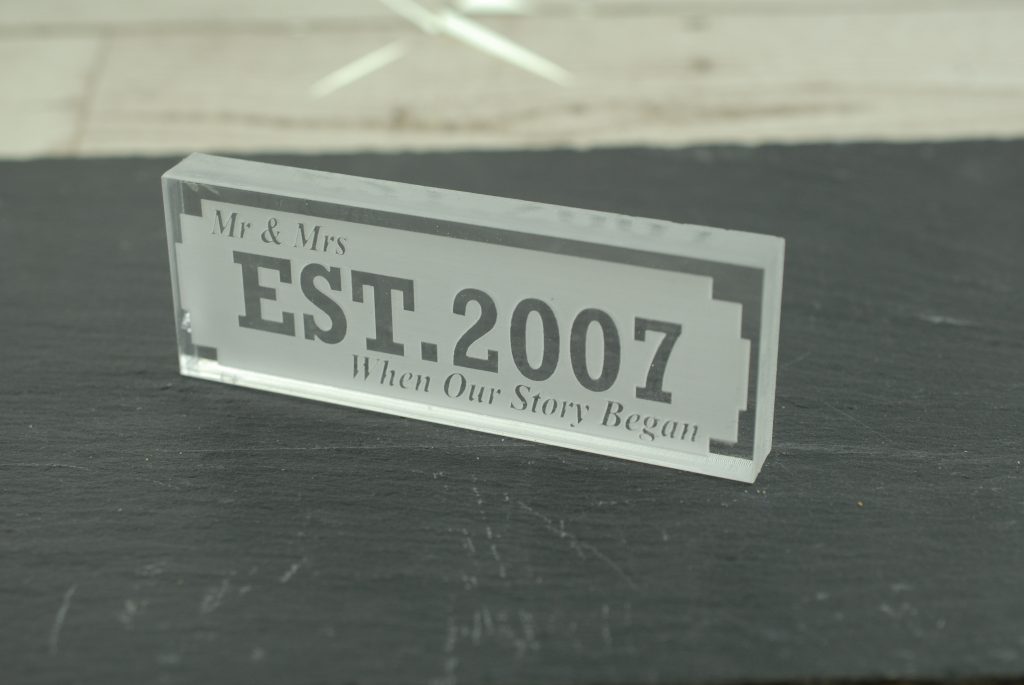 Mr & Mrs
EST.2007
When Our Story Began